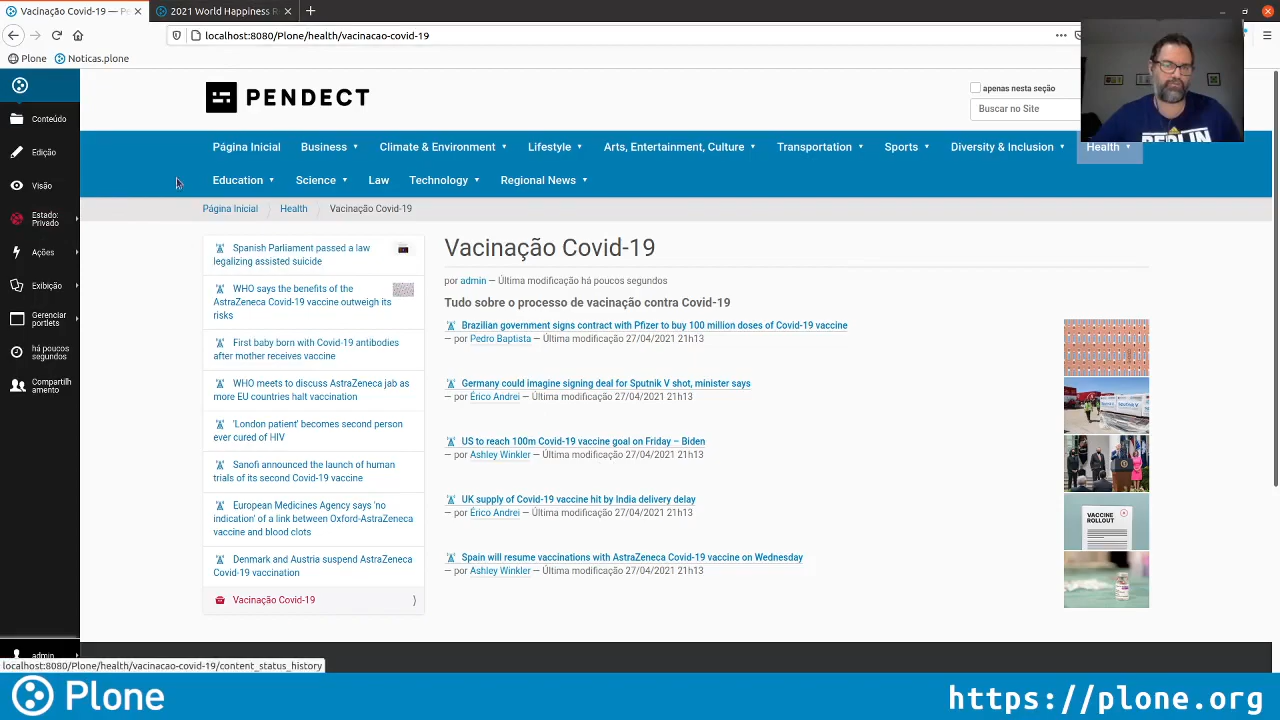 Vacinação Covid-19 — Pe
2021 World Happiness R
localhost:8080/Plone/health/vacinacao-covid-19
Plone
Noticas.plone
PENDECT
apenas nesta seção
Buscar no Site
Página Inicial
Business
Climate & Environment
Lifestyle
Arts, Entertainment, Culture
Transportation
Sports
Diversity & Inclusion
Health
Education
Science
Law
Technology
Regional News
Página Inicial
Health
Vacinação Covid-19
Conteúdo
Edição
Visão
Estado:
Privado
Ações
Exibição
Gerenciar
portlets
há poucos
segundos
Compartilh
amento
admin
Spanish Parliament passed a law
legalizing assisted suicide
WHO says the benefits of the
AstraZeneca Covid-19 vaccine outweigh its
risks
First baby born with Covid-19 antibodies
after mother receives vaccine
WHO meets to discuss AstraZeneca jab as
more EU countries halt vaccination
'London patient' becomes second person
ever cured of HIV
Sanofi announced the launch of human
trials of its second Covid-19 vaccine
European Medicines Agency says 'no
indication' of a link between Oxford-AstraZeneca
vaccine and blood clots
Denmark and Austria suspend AstraZeneca
Covid-19 vaccination
Vacinação Covid-19
Vacinação Covid-19
por admin — Última modificação há poucos segundos
Tudo sobre o processo de vacinação contra Covid-19
Brazilian government signs contract with Pfizer to buy 100 million doses of Covid-19 vaccine
— por Pedro Baptista — Última modificação 27/04/2021 21h13
Germany could imagine signing deal for Sputnik V shot, minister says
— por Érico Andrei — Última modificação 27/04/2021 21h13
US to reach 100m Covid-19 vaccine goal on Friday – Biden
— por Ashley Winkler — Última modificação 27/04/2021 21h13
UK supply of Covid-19 vaccine hit by India delivery delay
— por Érico Andrei — Última modificação 27/04/2021 21h13
Spain will resume vaccinations with AstraZeneca Covid-19 vaccine on Wednesday
— por Ashley Winkler — Última modificação 27/04/2021 21h13
VACCINE
ROLLOUT
BERLIN
localhost:8080/Plone/health/vacinacao-covid-19/content_status_history
Plone
https://plone.org